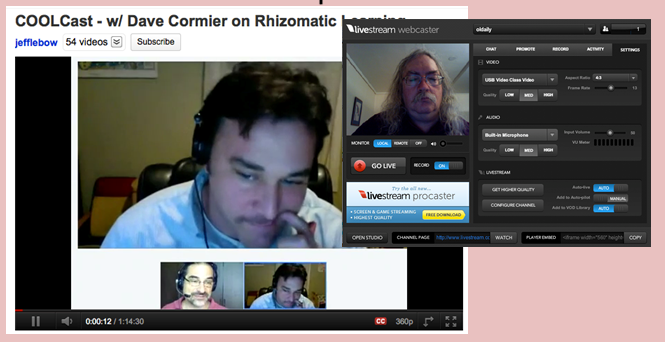 COOLCast - w/ Dave Cormier on Rhizomatic Learning
jefflebow 54 videos Subscribe
0:00:12 / 1:14:30 CC 360p
livestream webcaster oldaily 1
CHAT PROMOTE RECORD ACTIVITY SETTINGS
VIDEO
USB Video Class Video Aspect Ratio 4:3
Frame Rate 15
Quality LOW MED HIGH
AUDIO
Built-in Microphone Input Volume
VU Meter
Quality LOW MED HIGH
MONITOR LOCAL REMOTE OFF
GO LIVE RECORD ON
LIVESTREAM
GET HIGHER QUALITY Auto-live AUTO
Add to Autopilot MANUAL
CONFIGURE CHANNEL Add to VOD Library AUTO
Try the all new...
livestream procaster
• SCREEN & GAME STREAMING
• HIGHEST QUALITY FREE DOWNLOAD
OPEN STUDIO CHANNEL PAGE http://www.livestream.c WATCH PLAYER EMBED <iframe width="560" height COPY